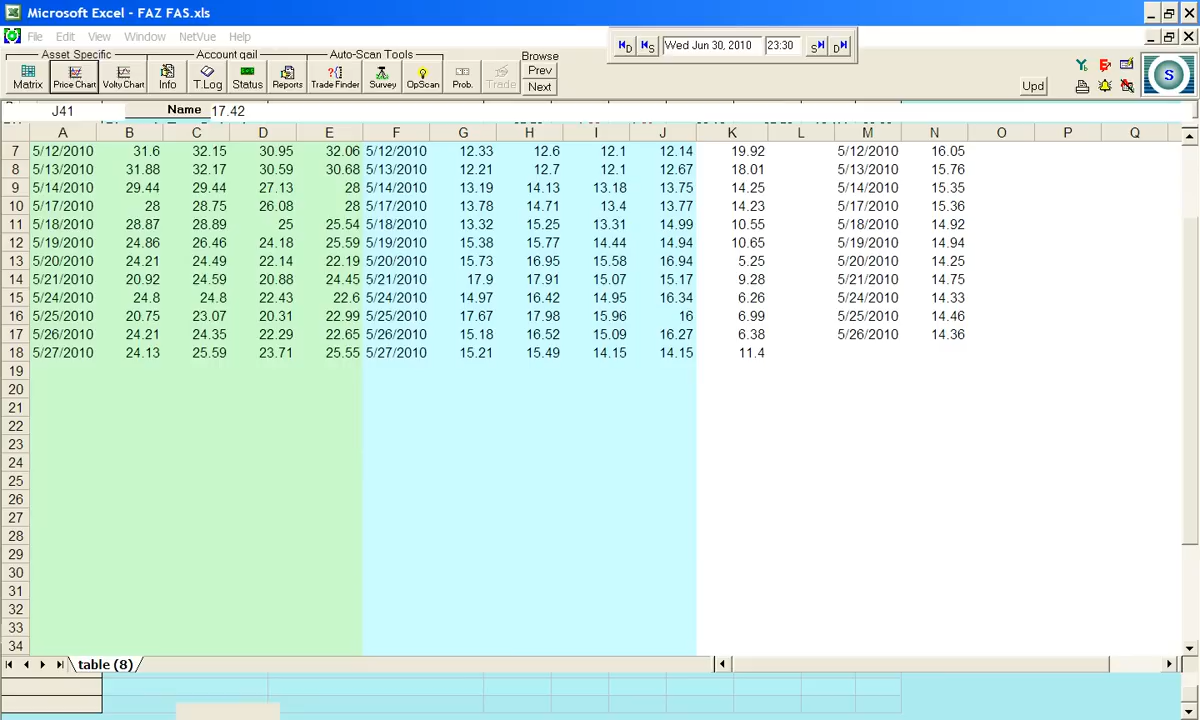 Microsoft Excel - FAZ FAS.xls
File Edit View Window NetVue Help
Wed Jun 30, 2010 23:30
Asset Specific Account qail Auto-Scan Tools Browse
Matrix Price Chart Volty Chart Info T.Log Status Reports Trade Finder Survey OpScan Prob. Trade Prev
Next
Upd
J41 Name 17.42
A B C D E F G H I J K L M N O P Q
7 5/12/2010 31.6 32.15 30.95 32.06 5/12/2010 12.33 12.6 12.1 12.14 19.92 5/12/2010 16.05
8 5/13/2010 31.88 32.17 30.59 30.68 5/13/2010 12.21 12.7 12.1 12.67 18.01 5/13/2010 15.76
9 5/14/2010 29.44 29.44 27.13 28 5/14/2010 13.19 14.13 13.18 13.75 14.25 5/14/2010 15.35
10 5/17/2010 28 28.75 26.08 28 5/17/2010 13.78 14.71 13.4 13.77 14.23 5/17/2010 15.36
11 5/18/2010 28.87 28.89 25 25.54 5/18/2010 13.32 15.25 13.31 14.99 10.55 5/18/2010 14.92
12 5/19/2010 24.86 26.46 24.18 25.59 5/19/2010 15.38 15.77 14.44 14.94 10.65 5/19/2010 14.94
13 5/20/2010 24.21 24.49 22.14 22.19 5/20/2010 15.73 16.95 15.58 16.94 5.25 5/20/2010 14.25
14 5/21/2010 20.92 24.59 20.88 24.45 5/21/2010 17.9 17.91 15.07 15.17 9.28 5/21/2010 14.75
15 5/24/2010 24.8 24.8 22.43 22.6 5/24/2010 14.97 16.42 14.95 16.34 6.26 5/24/2010 14.33
16 5/25/2010 20.75 23.07 20.31 22.99 5/25/2010 17.67 17.98 15.96 16 6.99 5/25/2010 14.46
17 5/26/2010 24.21 24.35 22.29 22.65 5/26/2010 15.18 16.52 15.09 16.27 6.38 5/26/2010 14.36
18 5/27/2010 24.13 25.59 23.71 25.55 5/27/2010 15.21 15.49 14.15 14.15 11.4
19
20
21
22
23
24
25
26
27
28
29
30
31
32
33
34
table (8)